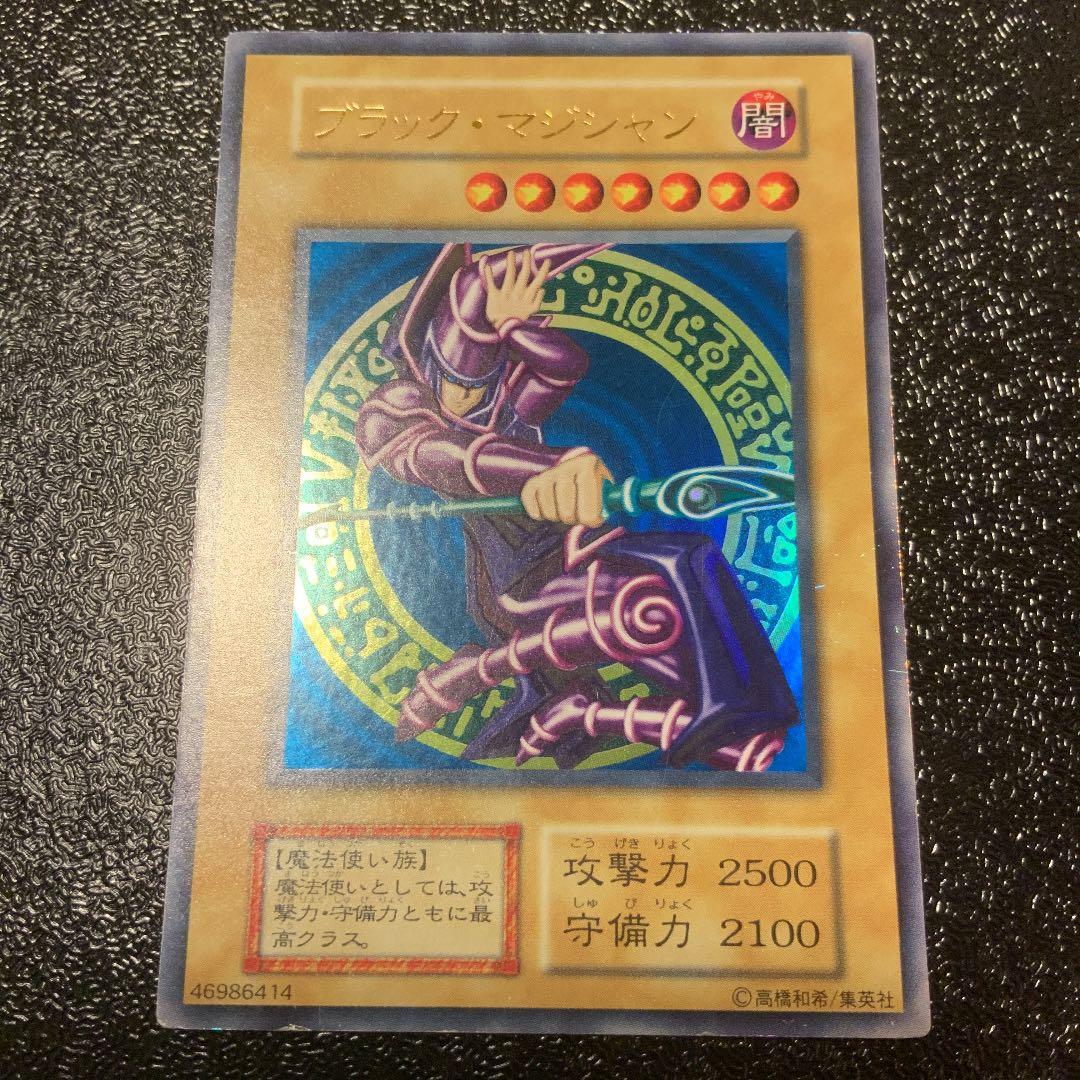 ブラック・マジシャン
やみ
闇
【魔法使い族】
魔法使いとしては、攻
撃力・守備力ともに最
高クラス。
こうげきりょく
攻撃力 2500
しゅびりょく
守備力 2100
46986414
©高橋和希/集英社